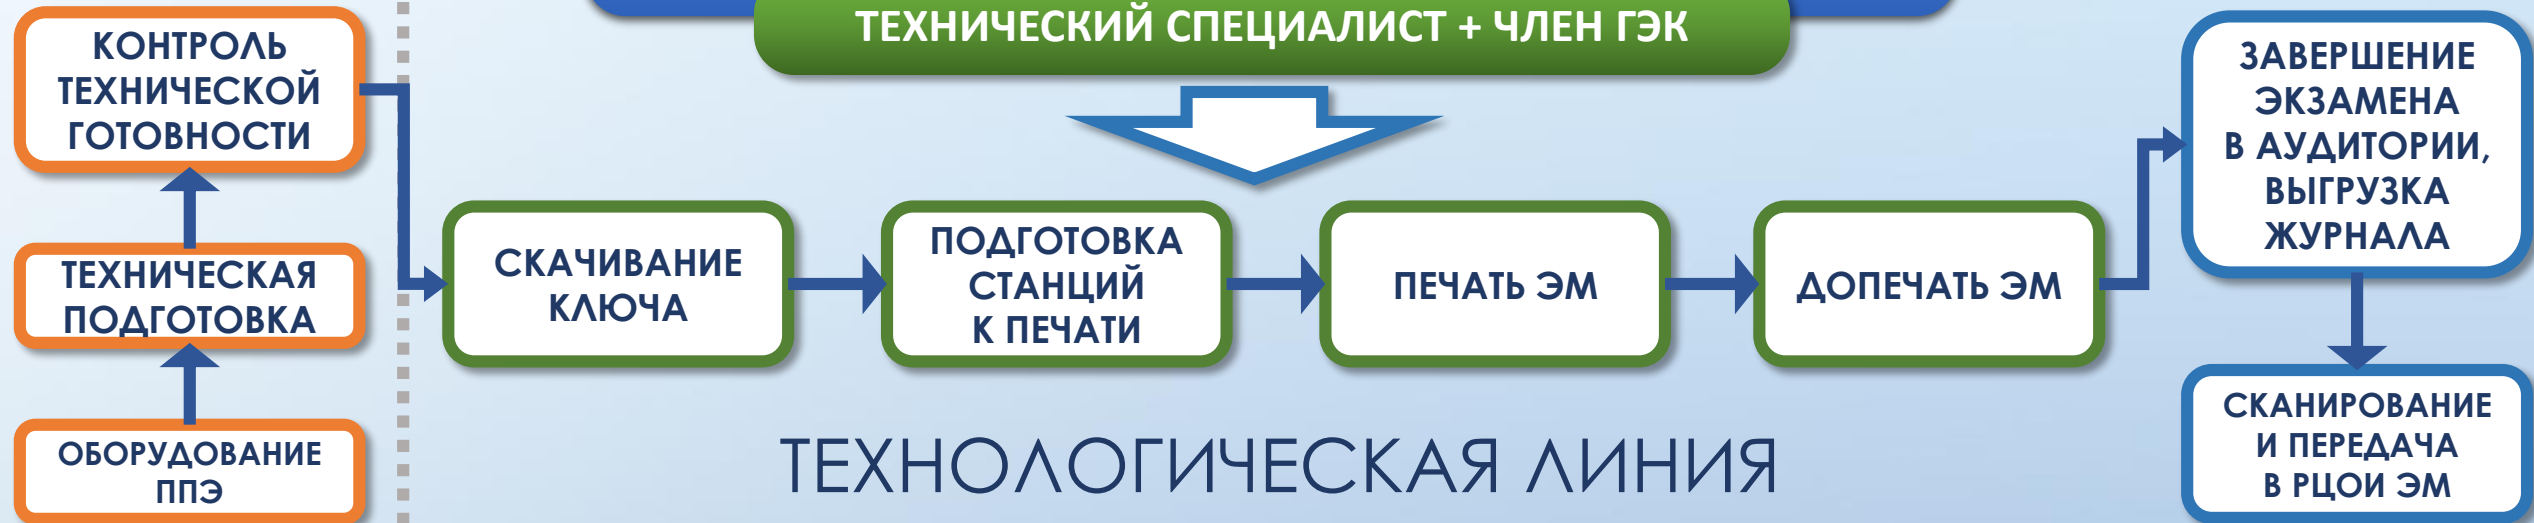 ТЕХНИЧЕСКИЙ СПЕЦИАЛИСТ + ЧЛЕН ГЭК
КОНТРОЛЬ
ТЕХНИЧЕСКОЙ
ГОТОВНОСТИ
ТЕХНИЧЕСКАЯ
ПОДГОТОВКА
ОБОРУДОВАНИЕ
ППЭ
СКАЧИВАНИЕ
КЛЮЧА
ПОДГОТОВКА
СТАНЦИЙ
К ПЕЧАТИ
ПЕЧАТЬ ЭМ
ДОПЕЧАТЬ ЭМ
ЗАВЕРШЕНИЕ
ЭКЗАМЕНА
В АУДИТОРИИ,
ВЫГРУЗКА
ЖУРНАЛА
СКАНИРОВАНИЕ
И ПЕРЕДАЧА
В РЦОИ ЭМ
ТЕХНОЛОГИЧЕСКАЯ ЛИНИЯ